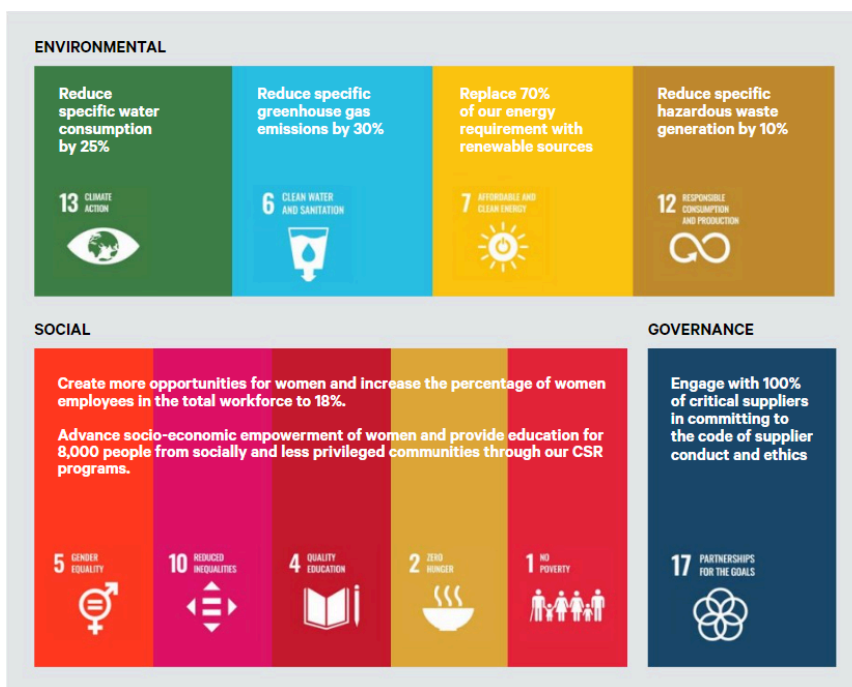 ENVIRONMENTAL
Reduce
specific water
consumption
by 25%
13 CLIMATE
ACTION
Reduce specific
greenhouse gas
emissions by 30%
6 CLEAN WATER
AND SANITATION
Replace 70%
of our energy
requirement with
renewable sources
7 AFFORDABLE AND
CLEAN ENERGY
Reduce specific
hazardous waste
generation by 10%
12 RESPONSIBLE
CONSUMPTION
AND PRODUCTION
SOCIAL
Create more opportunities for women and increase the percentage of women
employees in the total workforce to 18%.
Advance socio-economic empowerment of women and provide education for
8,000 people from socially and less privileged communities through our CSR
programs.
5 GENDER
EQUALITY
10 REDUCED
INEQUALITIES
4 QUALITY
EDUCATION
2 ZERO
HUNGER
1 NO
POVERTY
GOVERNANCE
Engage with 100%
of critical suppliers
in committing to
the code of supplier
conduct and ethics
17 PARTNERSHIPS
FOR THE GOALS